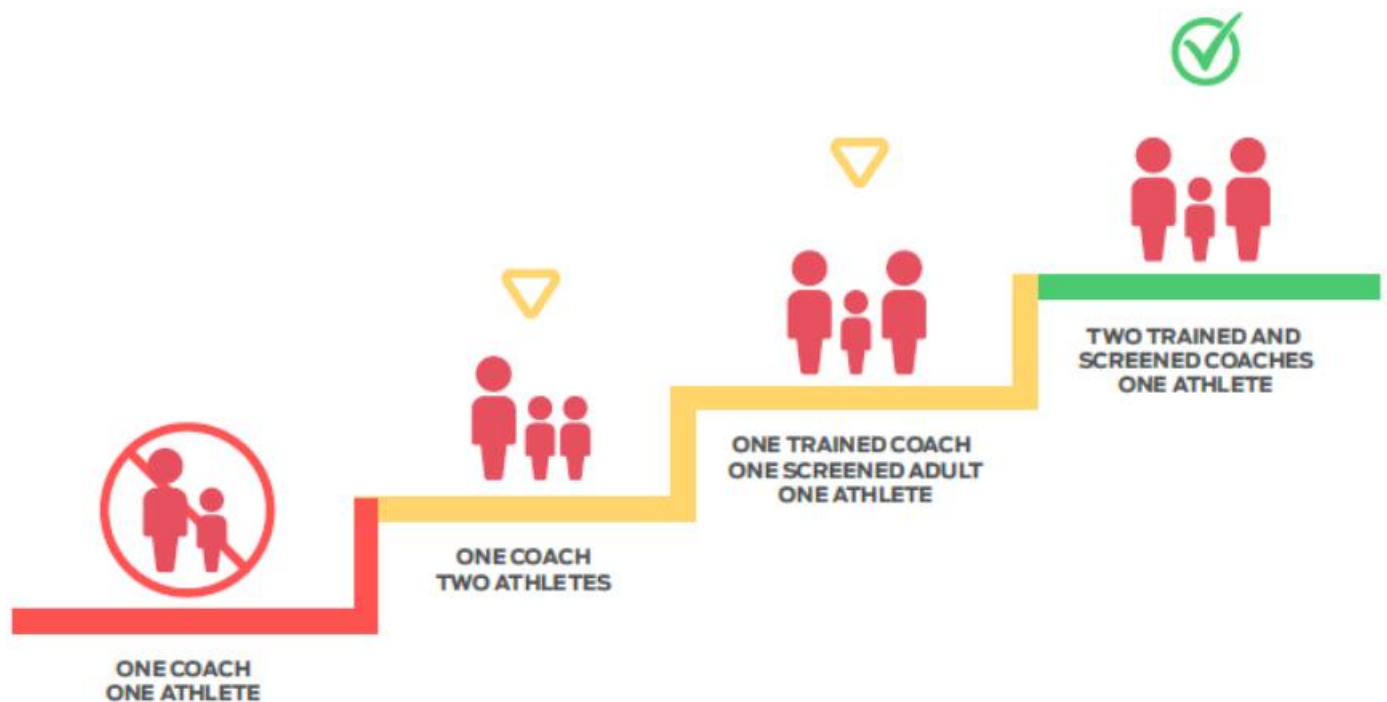 ONE COACH
ONE ATHLETE
ONE COACH
TWO ATHLETES
ONE TRAINED COACH
ONE SCREENED ADULT
ONE ATHLETE
TWO TRAINED AND
SCREENED COACHES
ONE ATHLETE